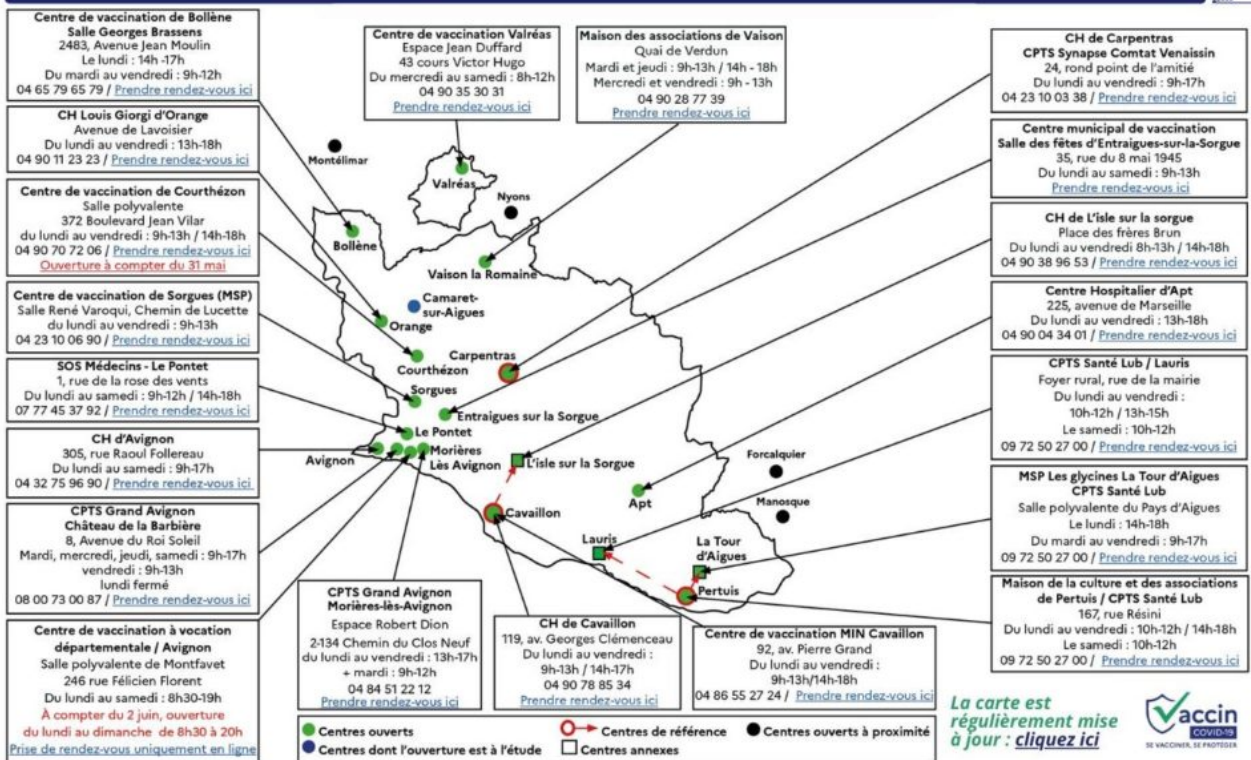 Centre de vaccination de Bollène
Salle Georges Brassens
2483, Avenue Jean Moulin
Le lundi : 14h -17h
Du mardi au vendredi : 9h-12h
04 65 79 65 79 / Prendre rendez-vous ici
CH Louis Giorgi d'Orange
Avenue de Lavoisier
Du lundi au vendredi : 13h-18h
04 90 11 23 23 / Prendre rendez-vous ici
Centre de vaccination de Courthézon
Salle polyvalente
372 Boulevard Jean Vilar
du lundi au vendredi : 9h-13h / 14h-18h
04 90 70 72 06 / Prendre rendez-vous ici
Ouverture à compter du 31 mai
Centre de vaccination de Sorgues (MSP)
Salle René Varoqui, Chemin de Lucette
du lundi au vendredi : 9h-13h
04 23 10 06 90 / Prendre rendez-vous ici
SOS Médecins - Le Pontet
1, rue de la rose des vents
Du lundi au samedi : 9h-12h / 14h-18h
07 77 45 37 92 / Prendre rendez-vous ici
CH d'Avignon
305, rue Raoul Follereau
Du lundi au samedi : 9h-17h
04 32 75 96 90 / Prendre rendez-vous ici
CPTS Grand Avignon
Château de la Barbière
8, Avenue du Roi Soleil
Mardi, mercredi, jeudi, samedi : 9h-17h
vendredi : 9h-13h
lundi fermé
08 00 73 00 87 / Prendre rendez-vous ici
Centre de vaccination à vocation
départementale / Avignon
Salle polyvalente de Montfavet
246 rue Félicien Florent
Du lundi au samedi : 8h30-19h
À compter du 2 juin, ouverture
du lundi au dimanche de 8h30 à 20h
Prise de rendez-vous uniquement en ligne
Centre de vaccination Valréas
Espace Jean Duffard
43 cours Victor Hugo
Du mercredi au samedi : 8h-12h
04 90 35 30 31
Prendre rendez-vous ici
Maison des associations de Vaison
Quai de Verdun
Mardi et jeudi : 9h-13h / 14h - 18h
Mercredi et vendredi : 9h - 13h
04 90 28 77 39
Prendre rendez-vous ici
Montélimar
Valréas
Nyons
Bollène
Vaison la Romaine
Camaret-
sur-Aigues
Orange
Carpentras
Courthézon
Sorgues
Entraigues sur la Sorgue
Le Pontet
Avignon
Morières
Lès Avignon
L'isle sur la Sorgue
Forcalquier
Apt
Manosque
Cavaillon
Lauris
La Tour
d'Aigues
Pertuis
CPTS Grand Avignon
Morières-lès-Avignon
Espace Robert Dion
2-134 Chemin du Clos Neuf
du lundi au vendredi : 13h-17h
+ mardi : 9h-12h
04 84 51 22 12
Prendre rendez-vous ici
CH de Cavaillon
119, av. Georges Clémenceau
Du lundi au vendredi :
9h-13h / 14h-17h
04 90 78 85 34
Prendre rendez-vous ici
Centre de vaccination MIN Cavaillon
92, av. Pierre Grand
Du lundi au vendredi :
9h-13h/14h-18h
04 86 55 27 24 / Prendre rendez-vous ici
CH de Carpentras
CPTS Synapse Comtat Venaissin
24, rond point de l'amitié
Du lundi au vendredi : 9h-17h
04 23 10 03 38 / Prendre rendez-vous ici
Centre municipal de vaccination
Salle des fêtes d'Entraigues-sur-la-Sorgue
35, rue du 8 mai 1945
Du lundi au samedi : 9h-13h
Prendre rendez-vous ici
CH de L'isle sur la sorgue
Place des frères Brun
Du lundi au vendredi 8h-13h / 14h-18h
04 90 38 96 53 / Prendre rendez-vous ici
Centre Hospitalier d'Apt
225, avenue de Marseille
Du lundi au vendredi : 13h-18h
04 90 04 34 01 / Prendre rendez-vous ici
CPTS Santé Lub / Lauris
Foyer rural, rue de la mairie
Du lundi au vendredi :
10h-12h / 13h-15h
Le samedi : 10h-12h
09 72 50 27 00 / Prendre rendez-vous ici
MSP Les glycines La Tour d'Aigues
CPTS Santé Lub
Salle polyvalente du Pays d'Aigues
Le lundi : 14h-18h
Du mardi au vendredi : 9h-17h
09 72 50 27 00 / Prendre rendez-vous ici
Maison de la culture et des associations
de Pertuis / CPTS Santé Lub
167, rue Résini
Du lundi au vendredi : 10h-12h / 14h-18h
Le samedi : 10h-12h
09 72 50 27 00 / Prendre rendez-vous ici
Centres ouverts
Centres de référence
Centres ouverts à proximité
Centres dont l'ouverture est à l'étude
Centres annexes
La carte est
régulièrement mise
à jour : cliquez ici
Vaccin
COVID-19
SE VACCINER, SE PROTÉGER